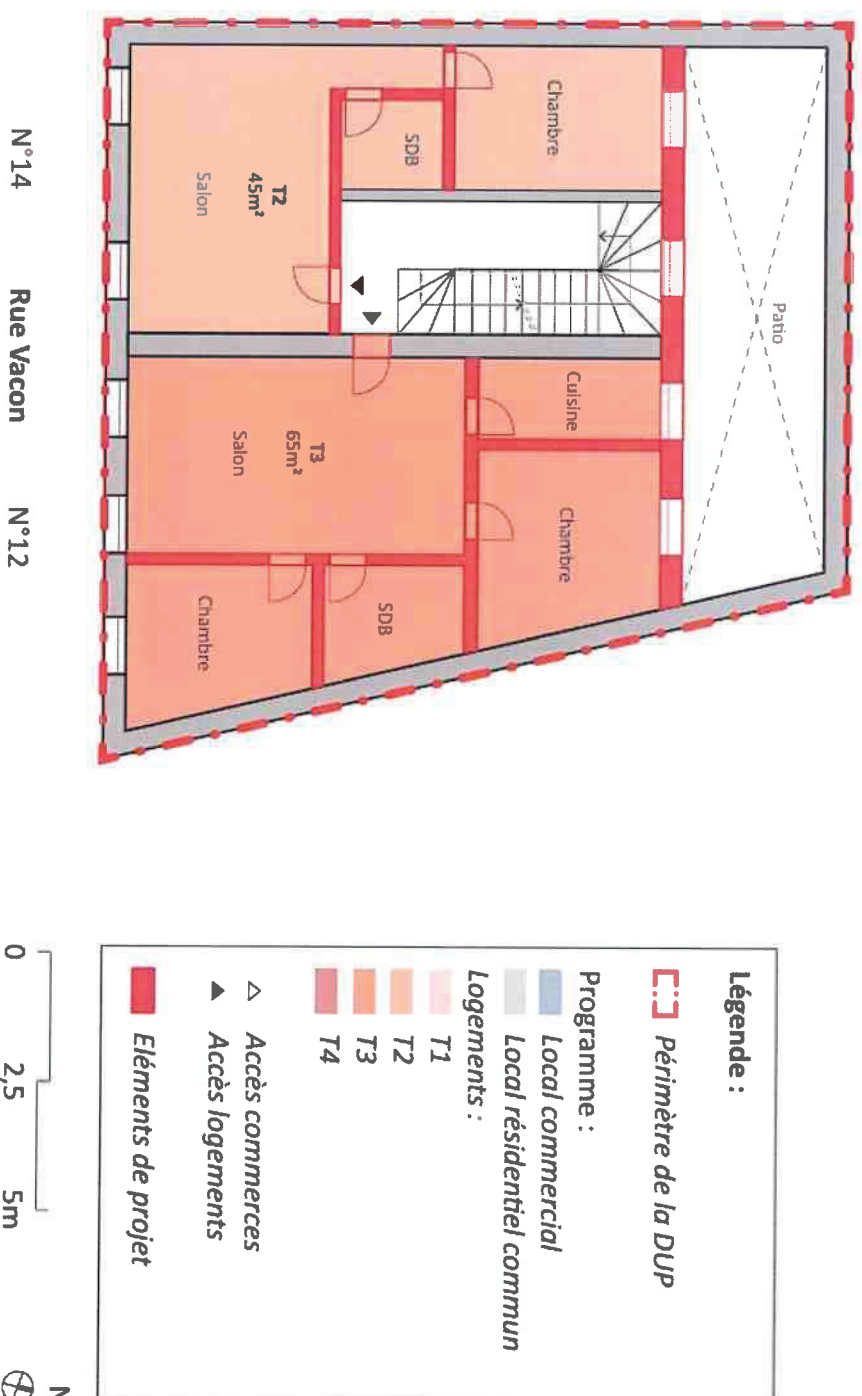 Patio
Chambre
SDB
T2
45m²
Salon
Cuisine
Chambre
T3
65m²
Salon
SDB
Chambre
N°14
Rue Vacon
N°12
Légende :
Périmètre de la DUP
Programme :
Local commercial
Local résidentiel commun
Logements :
T1
T2
T3
T4
Accès commerces
Accès logements
Eléments de projet
0
2,5
5m
N